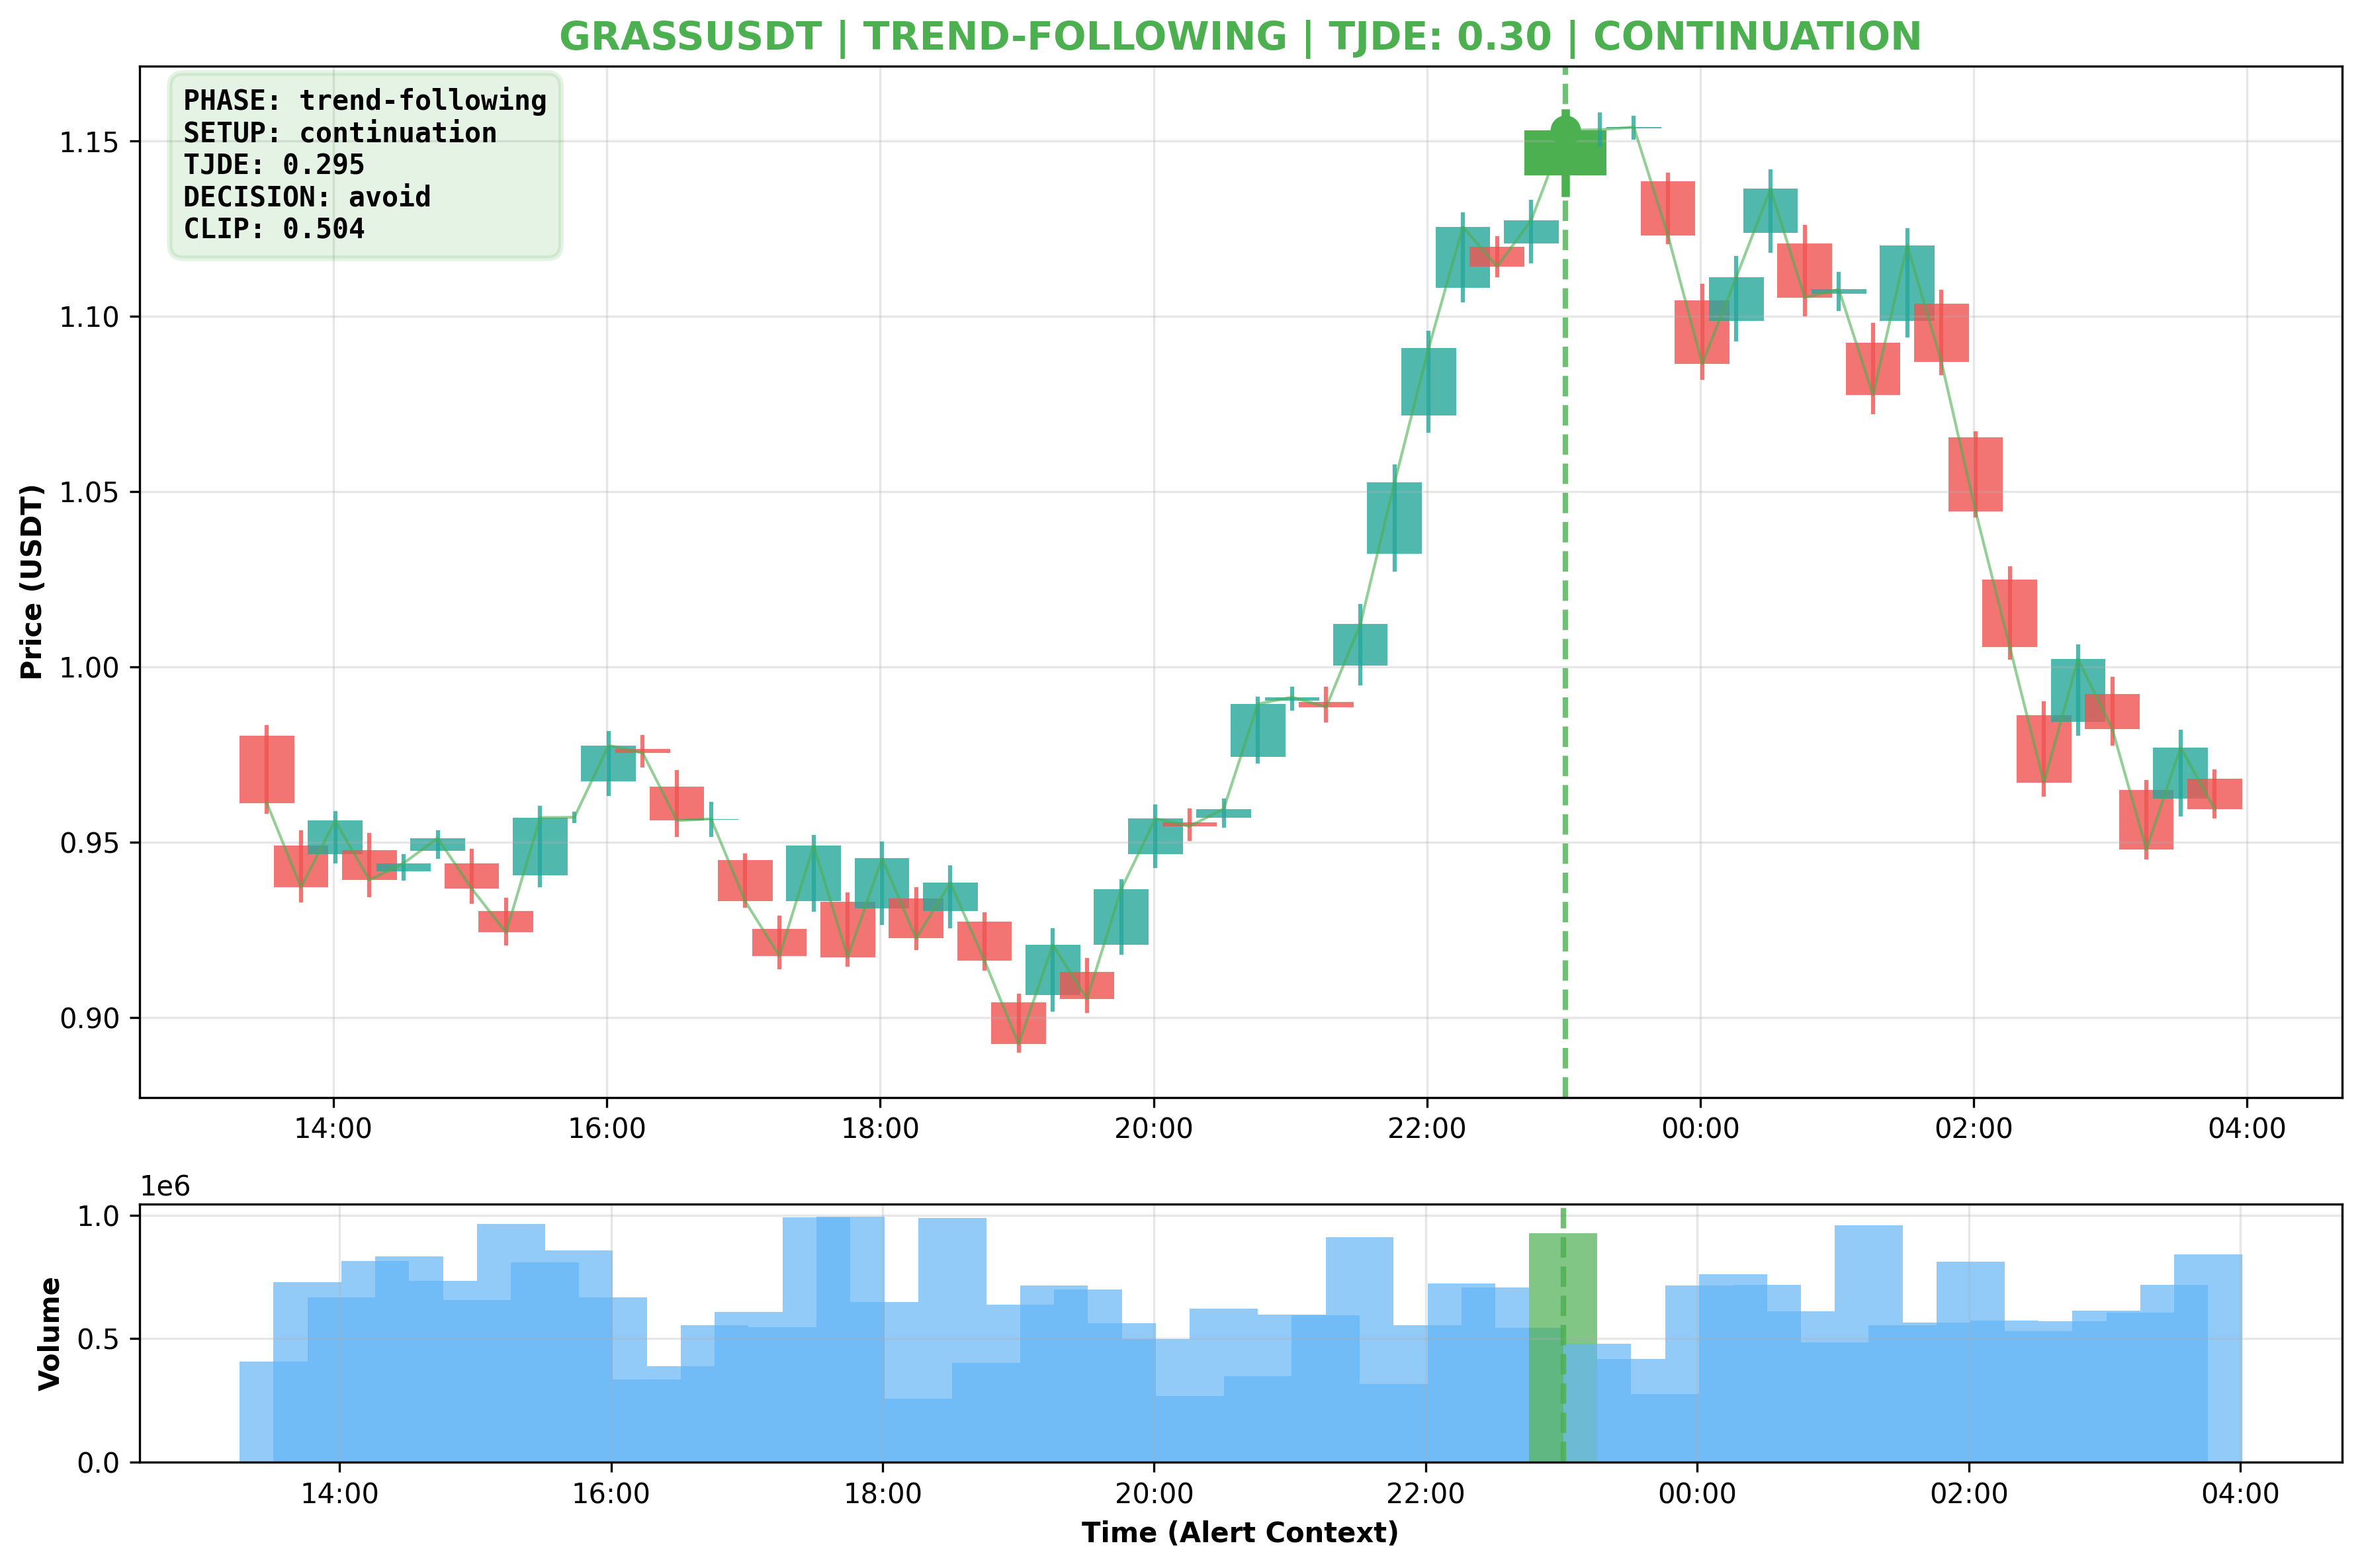 GRASSUSDT | TREND-FOLLOWING | TJDE: 0.30 | CONTINUATION
PHASE: trend-following
SETUP: continuation
TJDE: 0.295
DECISION: avoid
CLIP: 0.504
Price (USDT)
1.15
1.10
1.05
1.00
0.95
0.90
14:00 16:00 18:00 20:00 22:00 00:00 02:00 04:00
1e6
Volume
1.0
0.5
0.0
14:00 16:00 18:00 20:00 22:00 00:00 02:00 04:00
Time (Alert Context)